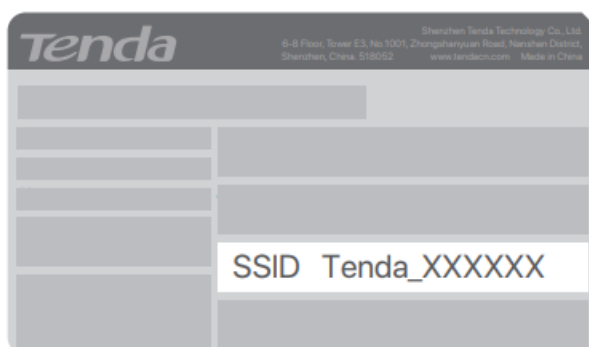 Tenda
Shenzhen Tenda Technology Co., Ltd.
6-8 Floor, Tower E3, No.1001, Zhongshanyuan Road, Nanshan District,
Shenzhen, China. 518052 www.tendacn.com Made in China
SSID Tenda_XXXXXX